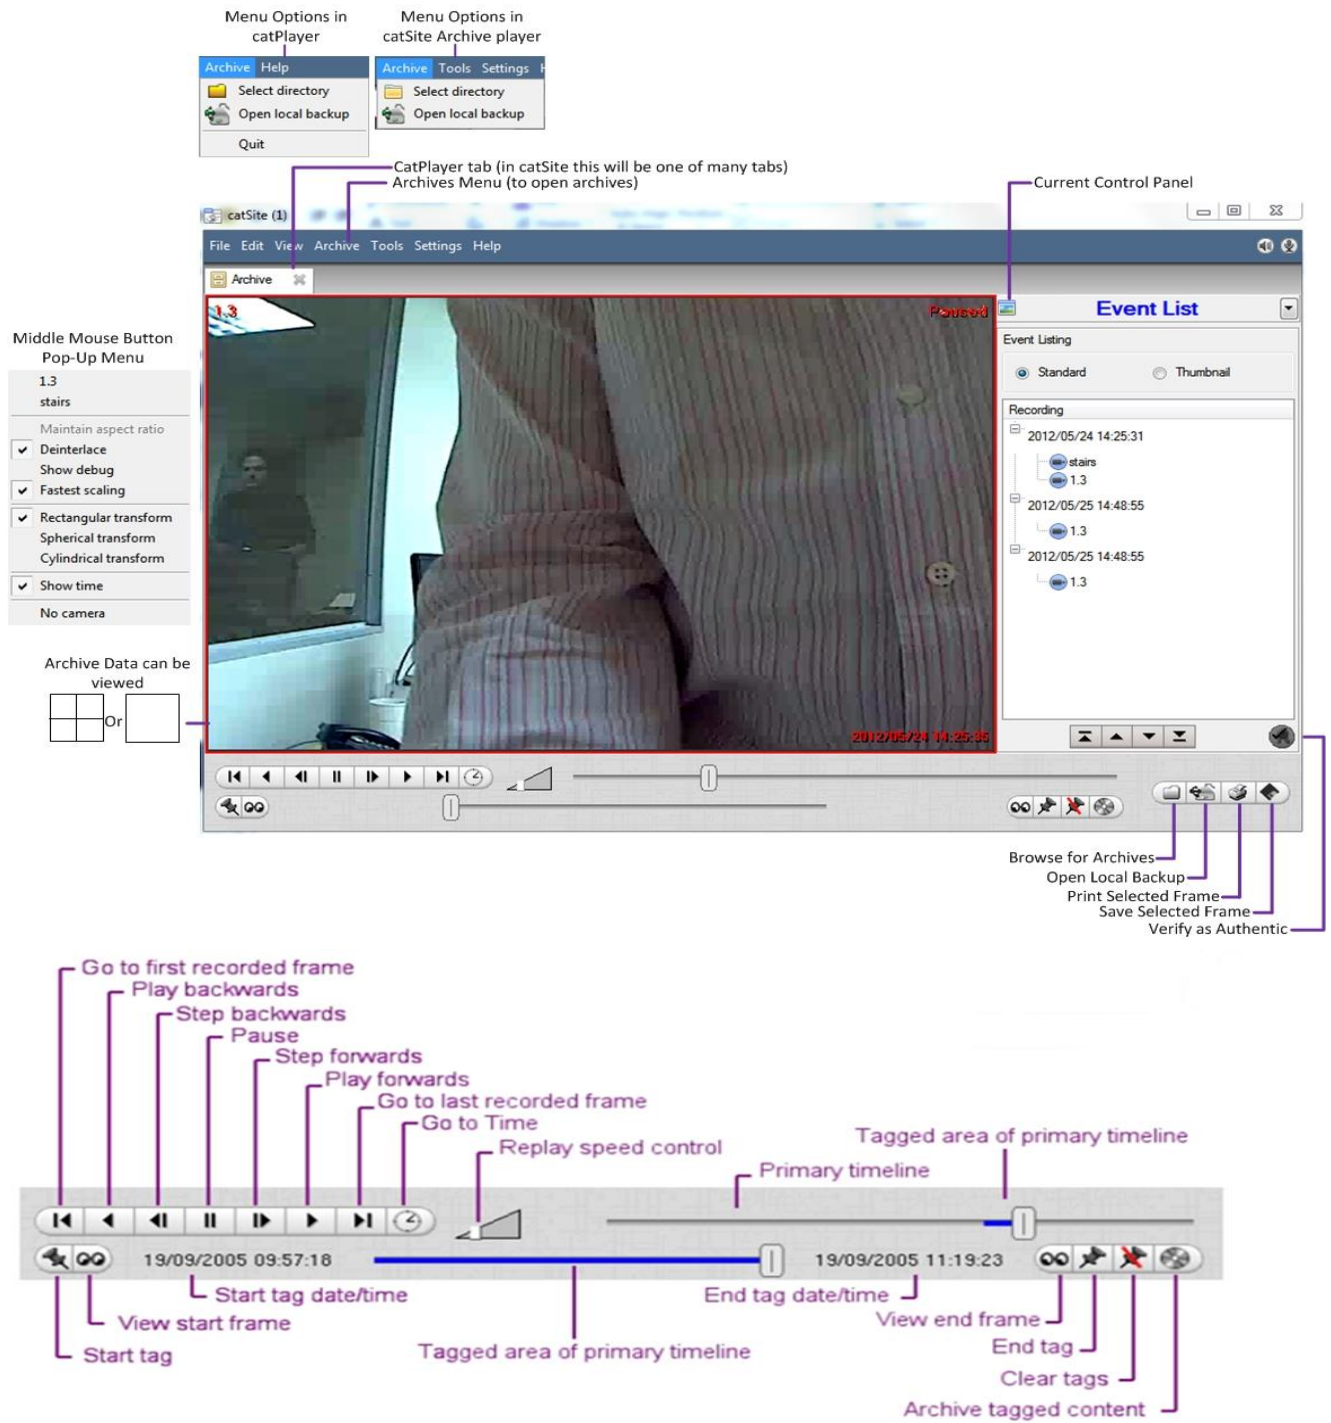 Menu Options in
catPlayer
Menu Options in
catSite Archive player
Archive Help
Select directory
Open local backup
Quit
Archive Tools Settings
Select directory
Open local backup
CatPlayer tab (in catSite this will be one of many tabs)
Archives Menu (to open archives)
Current Control Panel
catSite (1)
File Edit View Archive Tools Settings Help
Archive
1.3
Paused
Event List
Event Listing
Standard
Thumbnail
Recording
2012/05/24 14:25:31
stairs
1.3
2012/05/25 14:48:55
1.3
2012/05/25 14:48:55
1.3
2012/05/24 14:25:35
Middle Mouse Button
Pop-Up Menu
1.3
stairs
Maintain aspect ratio
Deinterlace
Show debug
Fastest scaling
Rectangular transform
Spherical transform
Cylindrical transform
Show time
No camera
Archive Data can be
viewed
Or
Browse for Archives
Open Local Backup
Print Selected Frame
Save Selected Frame
Verify as Authentic
Go to first recorded frame
Play backwards
Step backwards
Pause
Step forwards
Play forwards
Go to last recorded frame
Go to Time
Replay speed control
Tagged area of primary timeline
Primary timeline
19/09/2005 09:57:18
19/09/2005 11:19:23
Start tag date/time
End tag date/time
View start frame
View end frame
Start tag
Tagged area of primary timeline
End tag
Clear tags
Archive tagged content